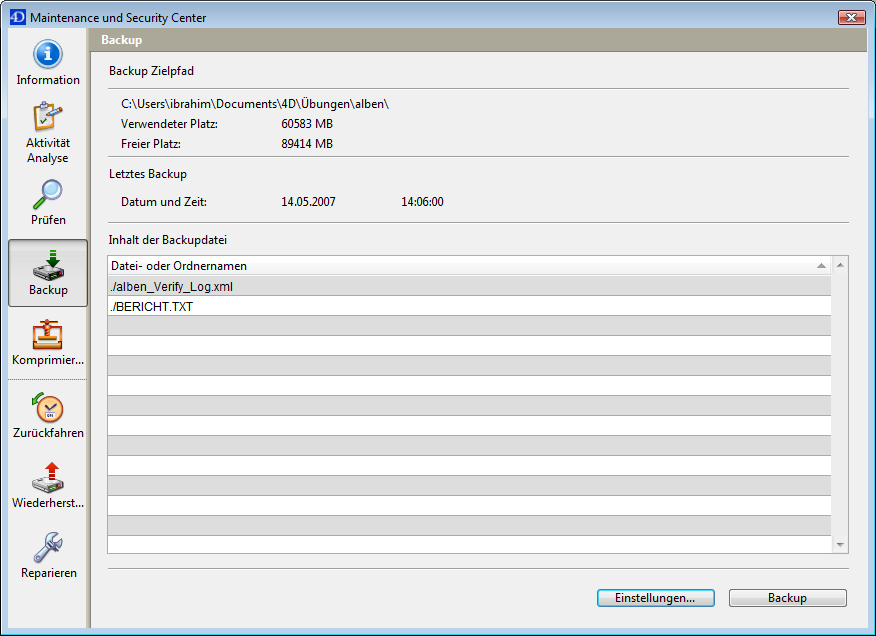 4D Maintenance und Security Center
Information
Aktivität
Analyse
Prüfen
Backup
Komprimier...
Zurückfahren
Wiederherst...
Reparieren
Backup
Backup Zielpfad
C:\Users\ibrahim\Documents\4D\Übungen\alben\
Verwendeter Platz: 60583 MB
Freier Platz: 89414 MB
Letztes Backup
Datum und Zeit: 14.05.2007 14:06:00
Inhalt der Backupdatei
Datei- oder Ordnernamen
./alben_Verify_Log.xml
./BERICHT.TXT
Einstellungen... Backup